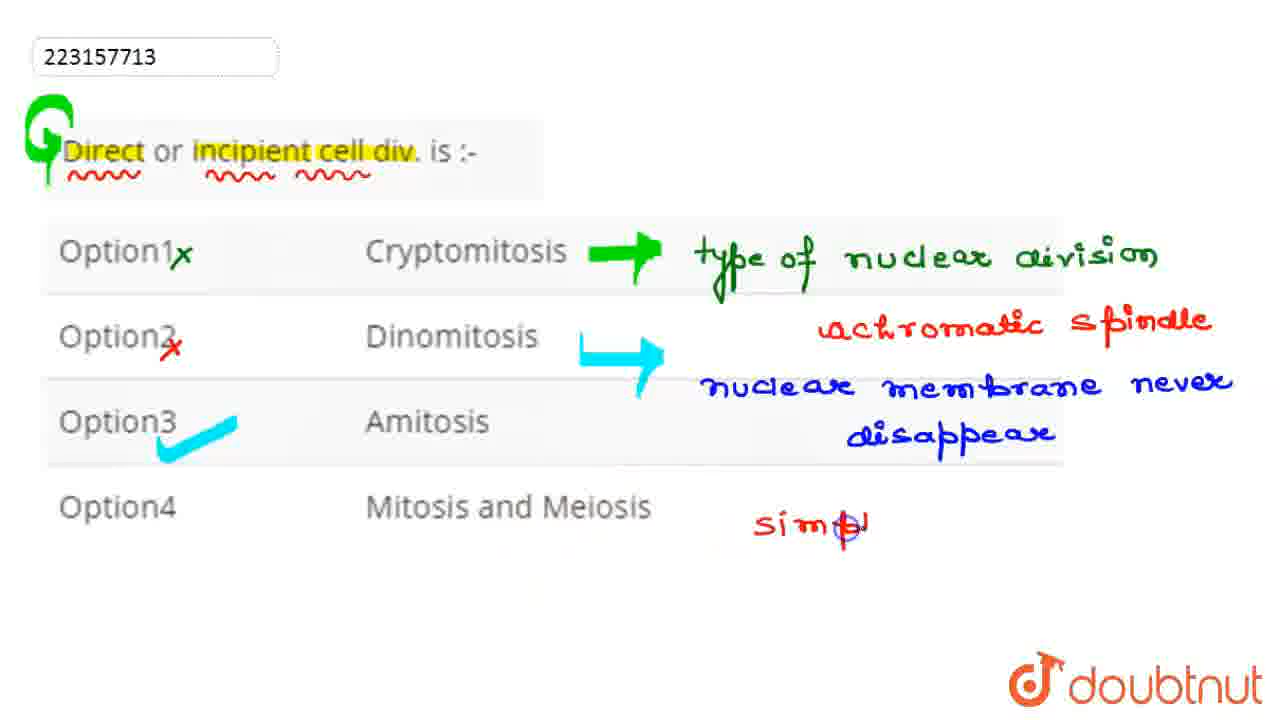 223157713
Direct or incipient cell div. is :-
Option1 x Cryptomitosis → type of nuclear division
achromatic spindle
Option2 x Dinomitosis → nuclear membrane never
disappear
Option3 ✓ Amitosis
Option4 Mitosis and Meiosis
simpl
doubtnut